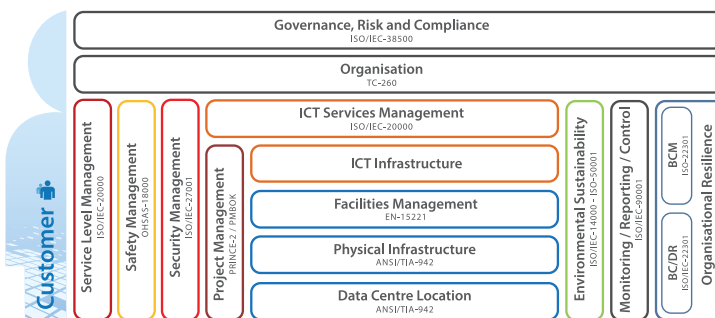 Governance, Risk and Compliance
ISO/IEC-38500
Organisation
TC-260
Customer
Service Level Management
ISO/IEC-20000
Safety Management
OHSAS-18000
Security Management
ISO/IEC-27001
ICT Services Management
ISO/IEC-20000
Project Management
PRINCE-2 / PMBOK
ICT Infrastructure
Facilities Management
EN-15221
Physical Infrastructure
ANSI/TIA-942
Data Centre Location
ANSI/TIA-942
Environmental Sustainability
ISO/IEC-14000 - ISO-50001
Monitoring / Reporting / Control
ISO/IEC-90001
BCM
ISO-22301
BC/DR
ISO/IEC-22301
Organisational Resilience